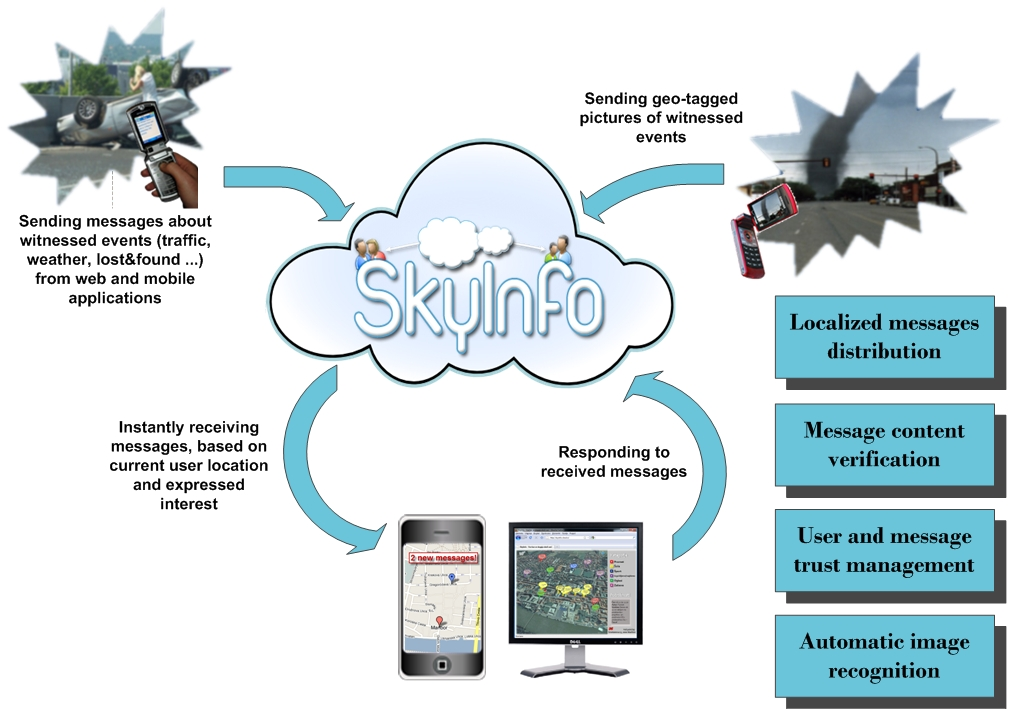 Sending geo-tagged
pictures of witnessed
events
Sending messages about
witnessed events (traffic,
weather, lost&found ...)
from web and mobile
applications
SkyInfo
Localized messages
distribution
Message content
verification
User and message
trust management
Automatic image
recognition
Instantly receiving
messages, based on
current user location
and expressed
interest
Responding to
received messages
2 new messages!
Maribor
DELL